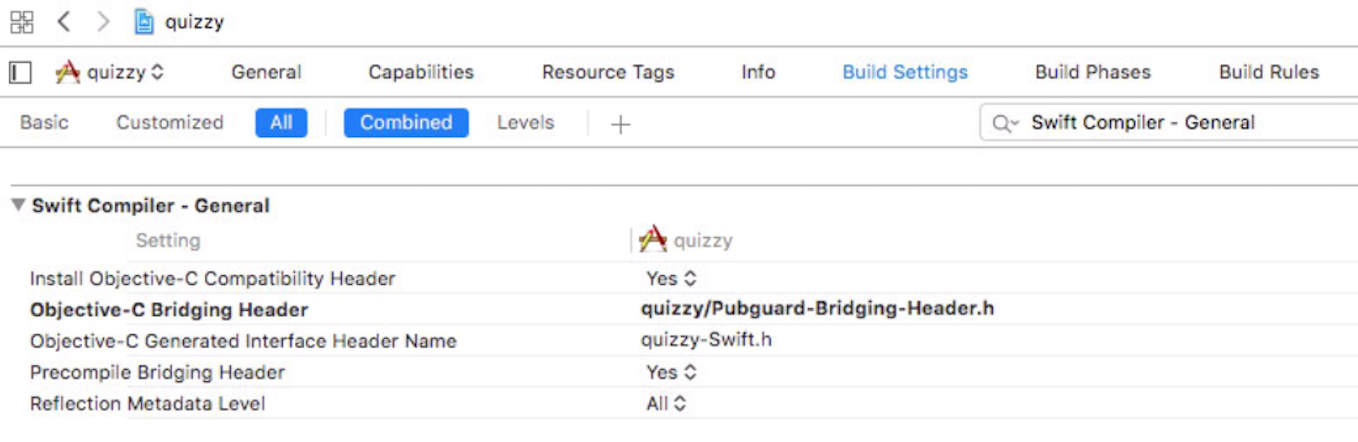 quizzy
quizzy General Capabilities Resource Tags Info Build Settings Build Phases Build Rules
Basic Customized All Combined Levels + Swift Compiler - General
Swift Compiler - General
Setting quizzy
Install Objective-C Compatibility Header Yes
Objective-C Bridging Header quizzy/Pubguard-Bridging-Header.h
Objective-C Generated Interface Header Name quizzy-Swift.h
Precompile Bridging Header Yes
Reflection Metadata Level All